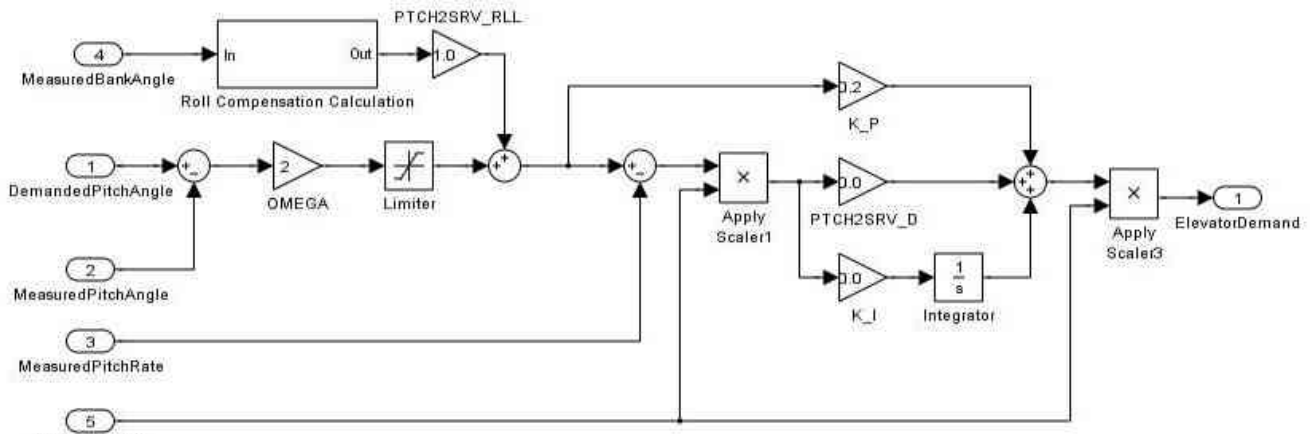 PTCH2SRV_RLL
4
In
Out
1.0
MeasuredBankAngle
Roll Compensation Calculation
0.2
K_P
1
2
DemandedPitchAngle
OMEGA
Limiter
×
Apply
Scaler1
0.0
PTCH2SRV_D
×
Apply
Scaler3
1
ElevatorDemand
2
MeasuredPitchAngle
0.0
K_I
1
s
Integrator
3
MeasuredPitchRate
5